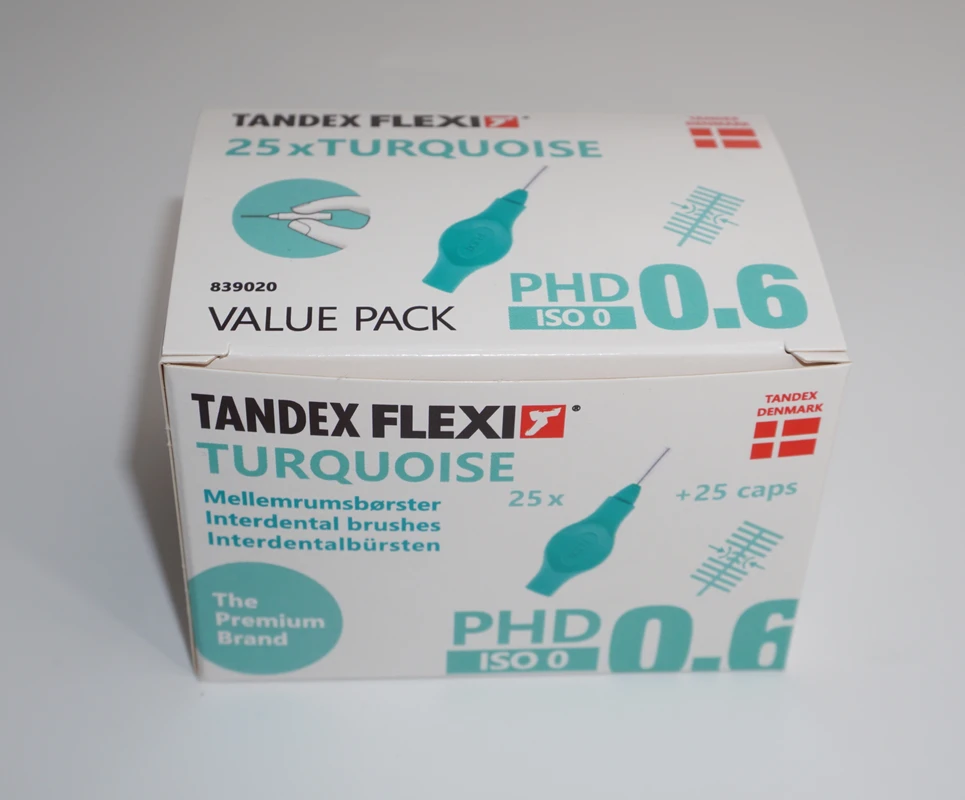 TANDEX FLEXI
TANDEX
DENMARK
25 x TURQUOISE
839020
VALUE PACK
PHD
ISO 0
0.6
TANDEX FLEXI®
TURQUOISE
TANDEX
DENMARK
Mellemrumsbørster
Interdental brushes
Interdentalbürsten
25 x
+25 caps
The
Premium
Brand
PHD
ISO 0
0.6